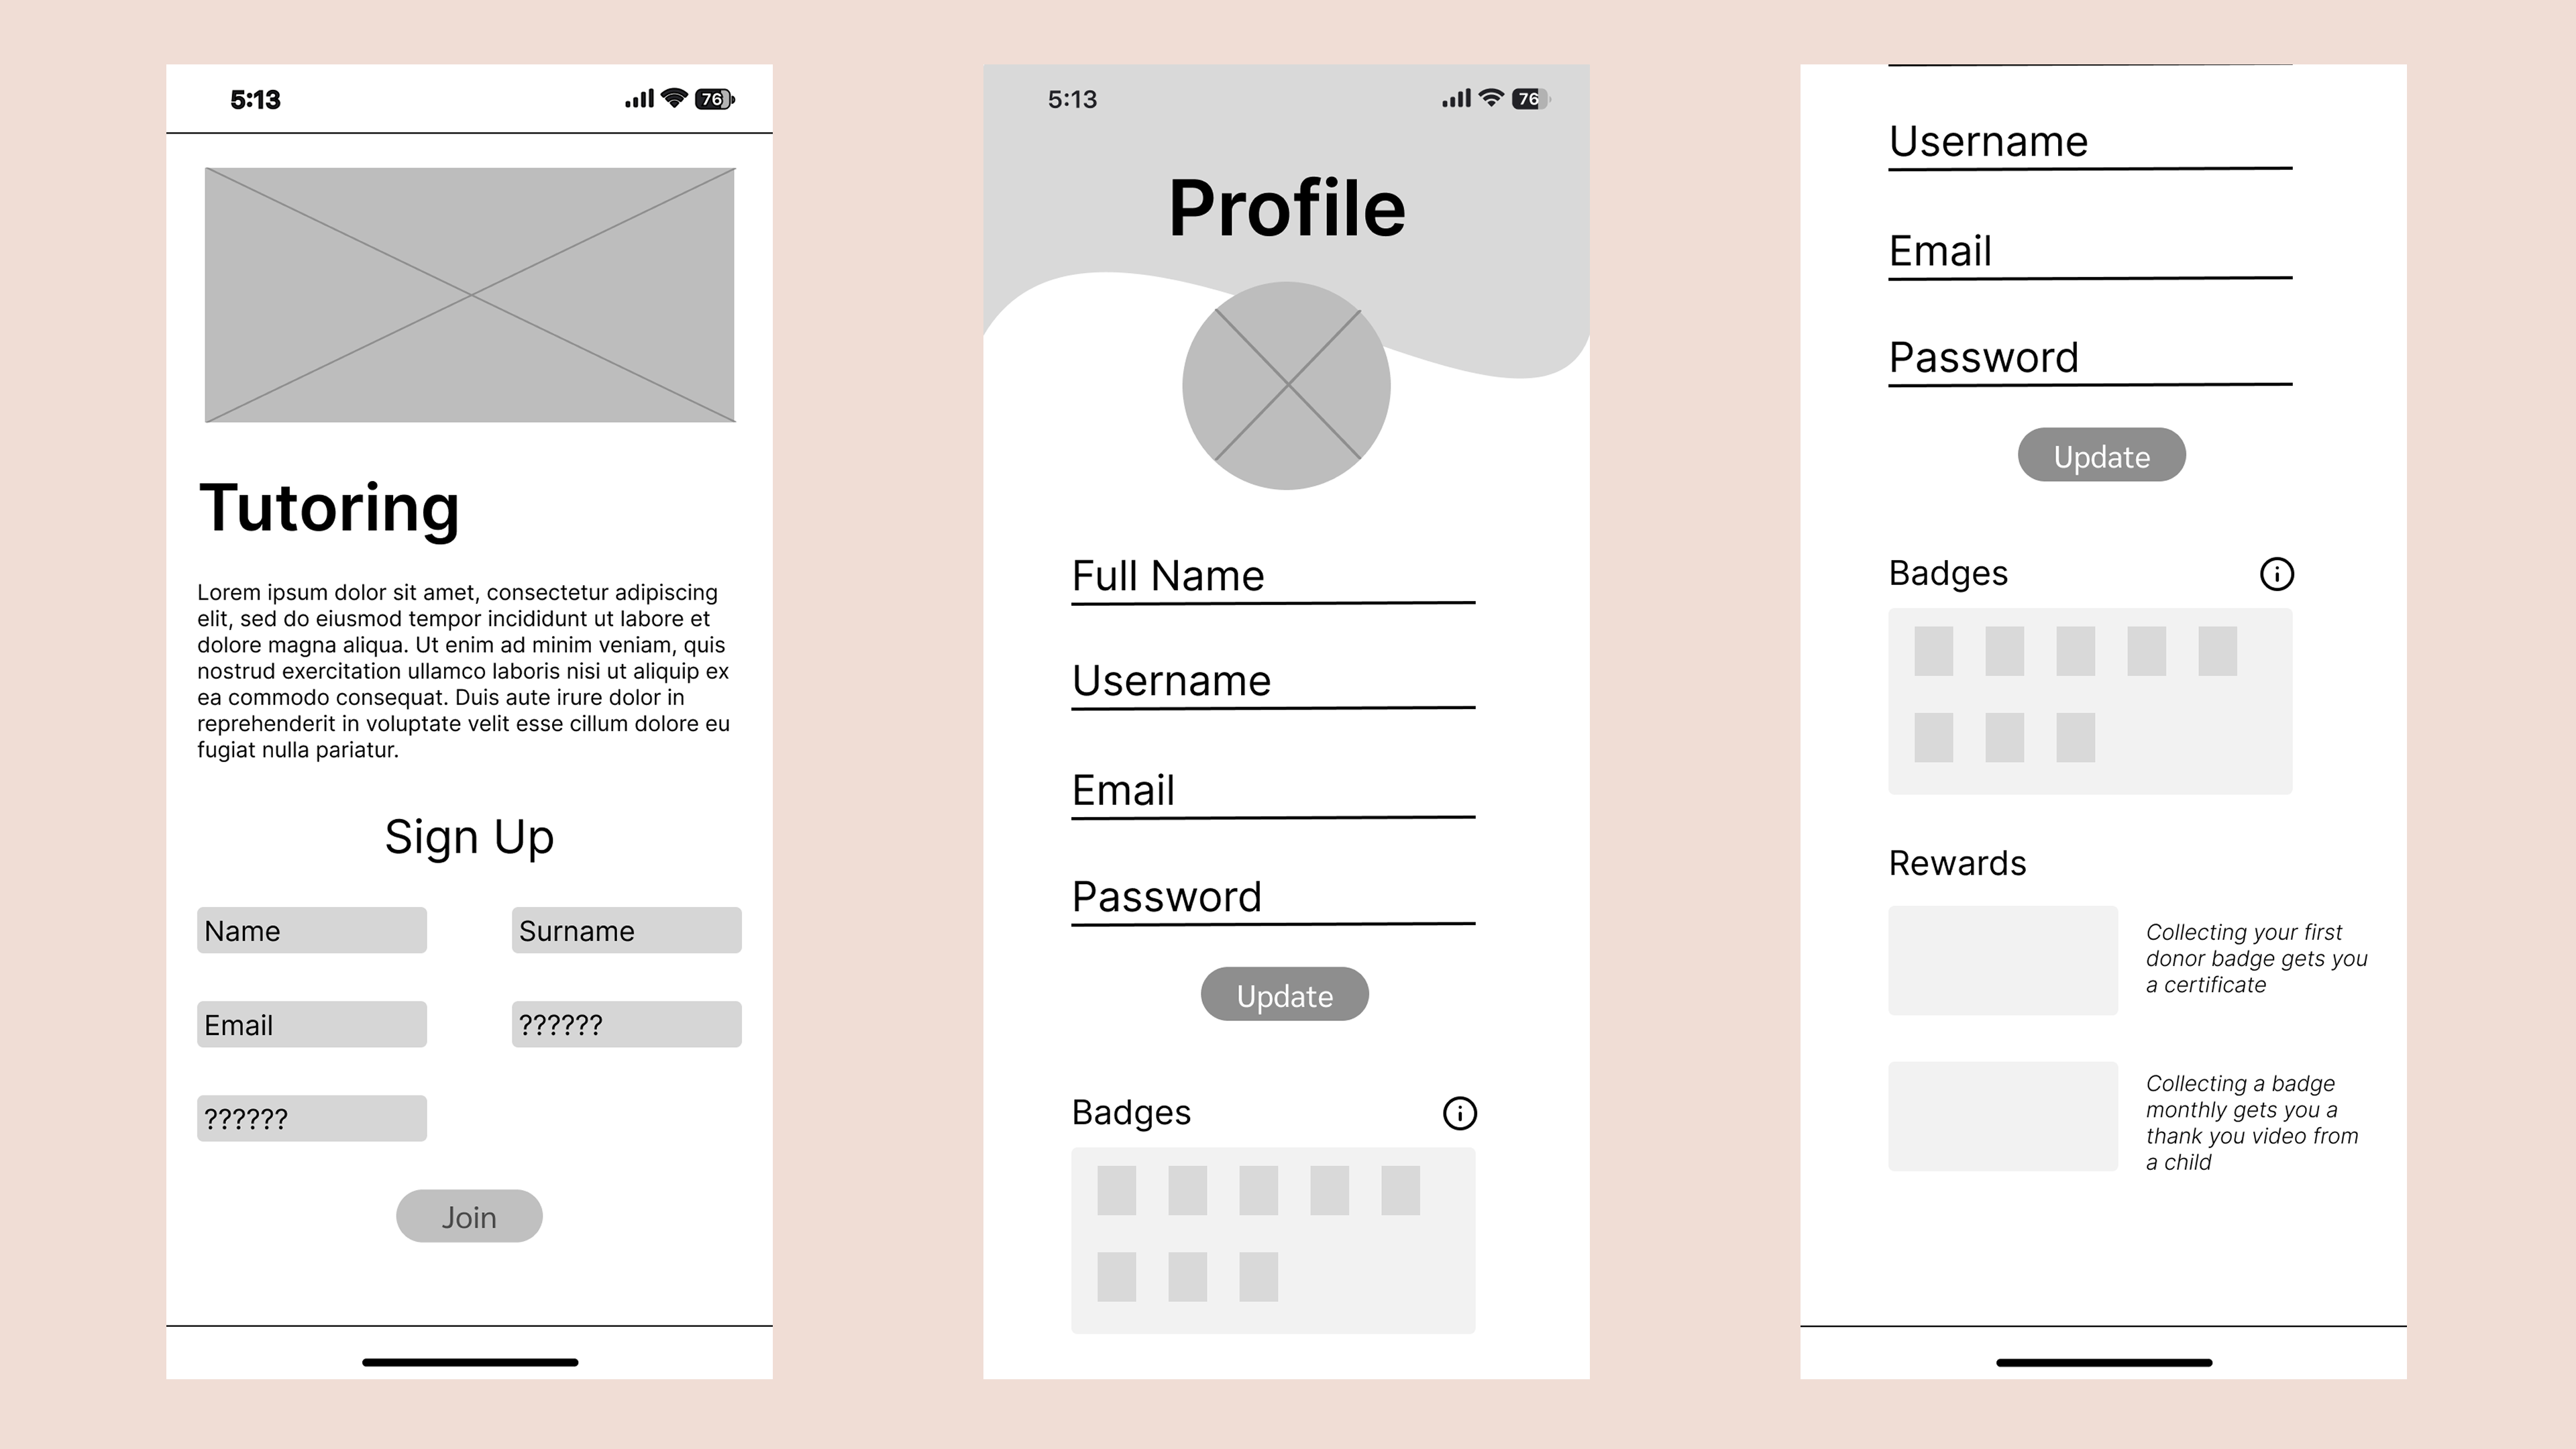 5:13
76
Tutoring
Lorem ipsum dolor sit amet, consectetur adipiscing
elit, sed do eiusmod tempor incididunt ut labore et
dolore magna aliqua. Ut enim ad minim veniam, quis
nostrud exercitation ullamco laboris nisi ut aliquip ex
ea commodo consequat. Duis aute irure dolor in
reprehenderit in voluptate velit esse cillum dolore eu
fugiat nulla pariatur.
Sign Up
Name
Surname
Email
??????
??????
Join
5:13
76
Profile
Full Name
Username
Email
Password
Update
Badges
Username
Email
Password
Update
Badges
Rewards
Collecting your first
donor badge gets you
a certificate
Collecting a badge
monthly gets you a
thank you video from
a child